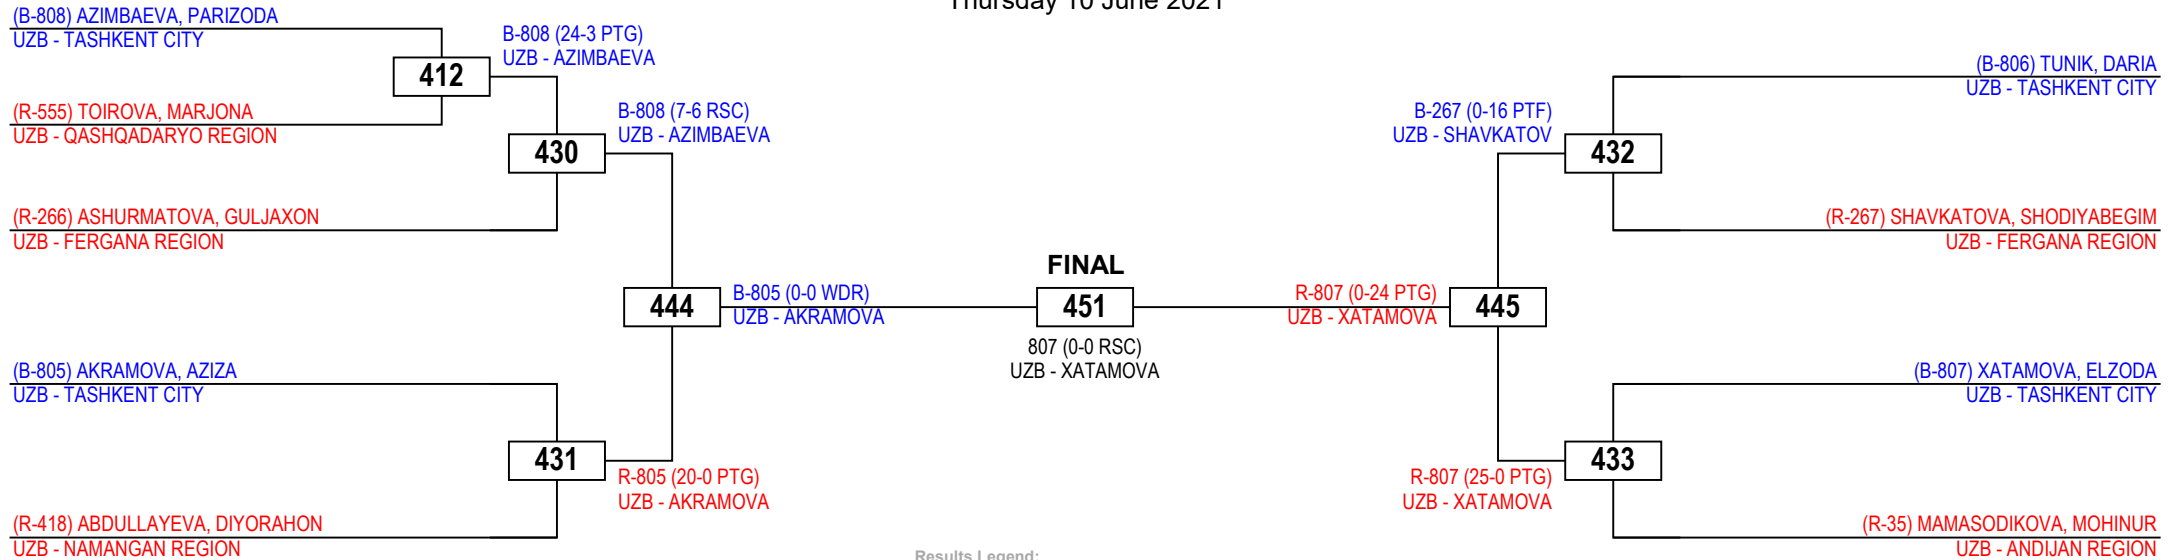 Thursday 10 June 2021
(B-808) AZIMBAEVA, PARIZODA
UZB - TASHKENT CITY
412
B-808 (24-3 PTG)
UZB - AZIMBAEVA
(R-555) TOIROVA, MARJONA
UZB - QASHQADARYO REGION
430
B-808 (7-6 RSC)
UZB - AZIMBAEVA
(R-266) ASHURMATOVA, GULJAXON
UZB - FERGANA REGION
444
B-805 (0-0 WDR)
UZB - AKRAMOVA
(B-805) AKRAMOVA, AZIZA
UZB - TASHKENT CITY
431
R-805 (20-0 PTG)
UZB - AKRAMOVA
(R-418) ABDULLAYEVA, DIYORAHON
UZB - NAMANGAN REGION
FINAL
451
807 (0-0 RSC)
UZB - XATAMOVA
(B-806) TUNIK, DARIA
UZB - TASHKENT CITY
B-267 (0-16 PTF)
UZB - SHAVKATOV
432
(R-267) SHAVKATOVA, SHODIYABEGIM
UZB - FERGANA REGION
R-807 (0-24 PTG)
UZB - XATAMOVA
445
(B-807) XATAMOVA, ELZODA
UZB - TASHKENT CITY
433
R-807 (25-0 PTG)
UZB - XATAMOVA
(R-35) MAMASODIKOVA, MOHINUR
UZB - ANDIJAN REGION
Results Legend: